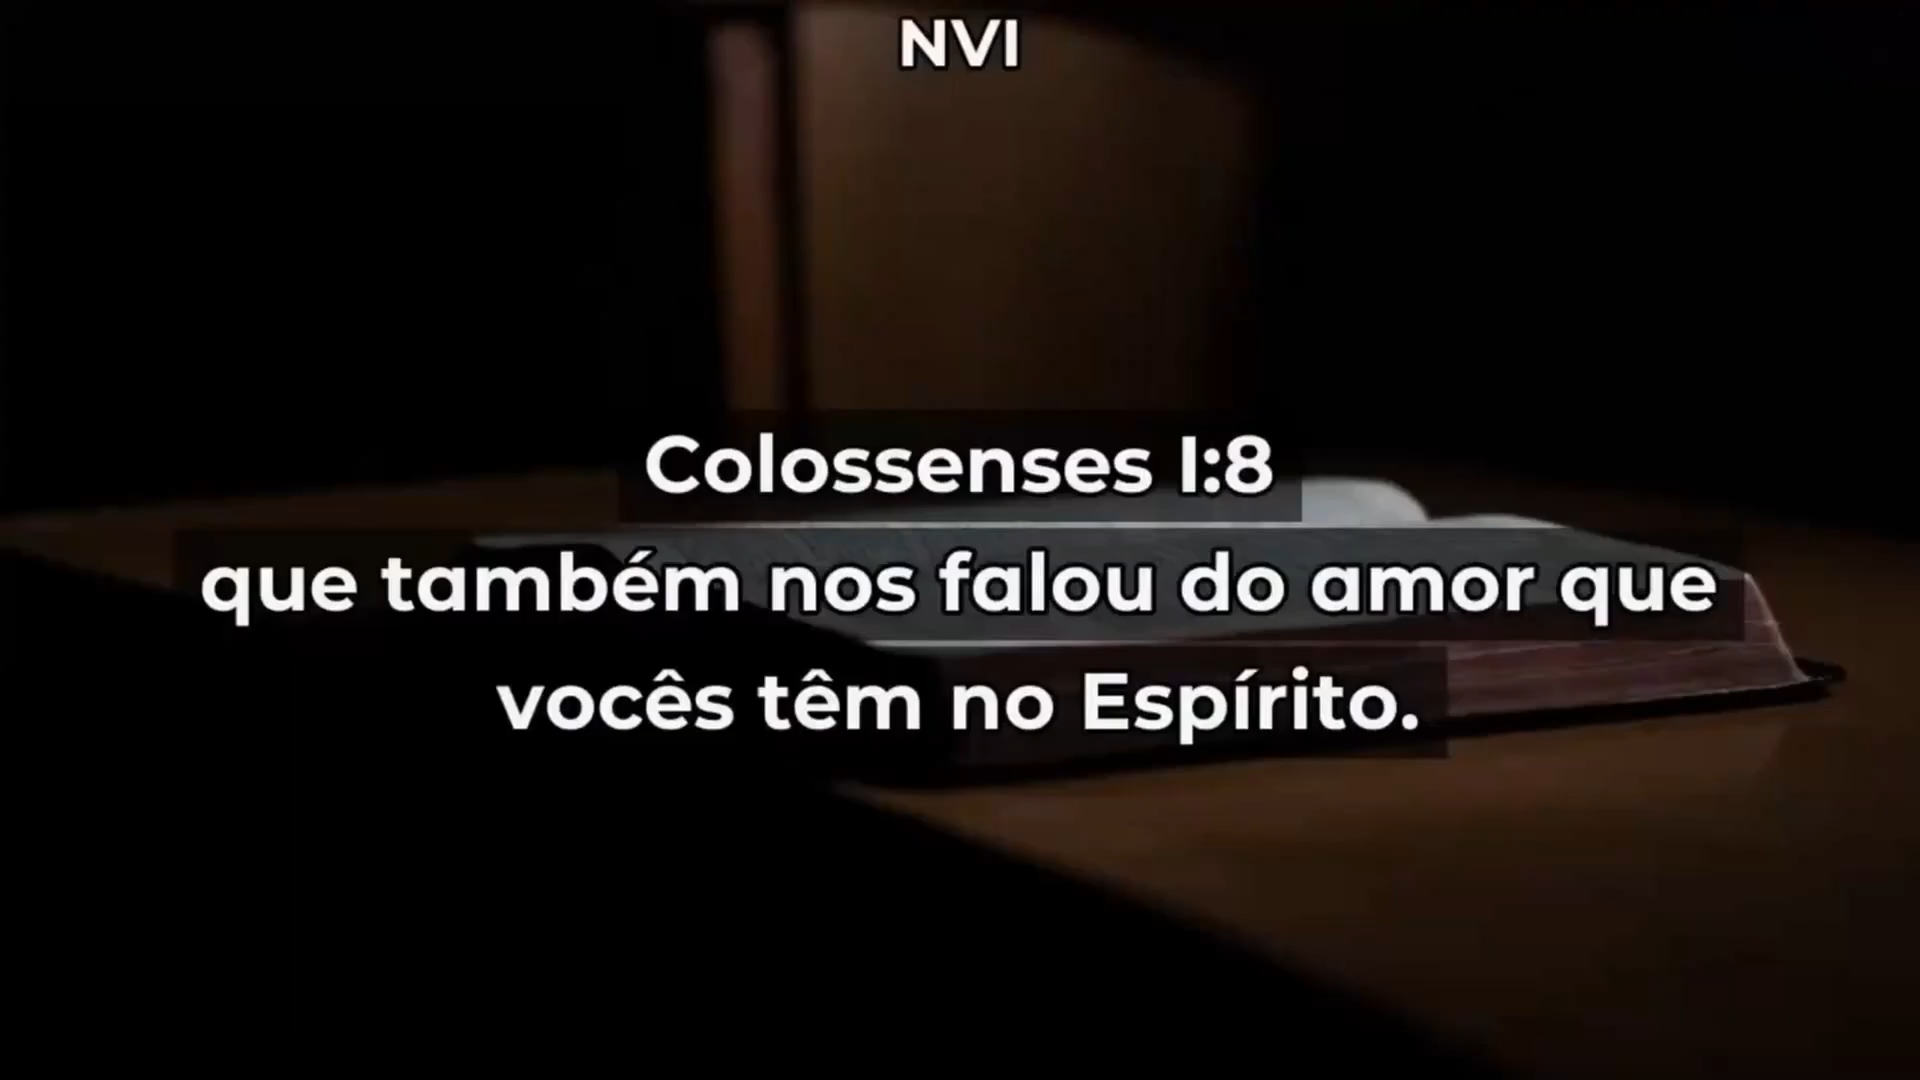 NVI
Colossenses 1:8
que também nos falou do amor que
vocês têm no Espírito.